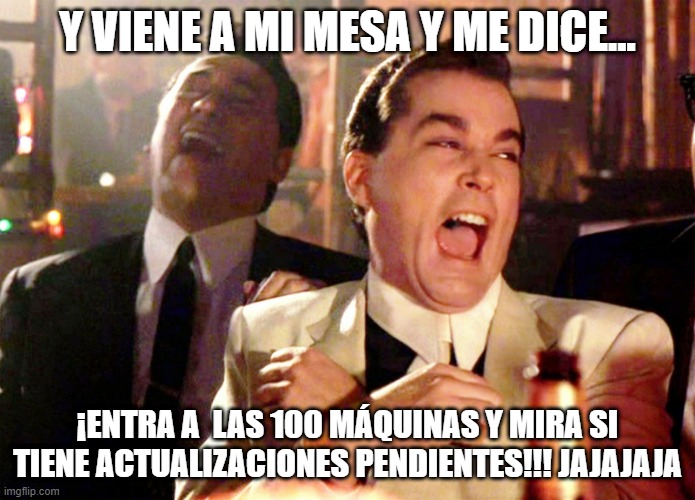 Y VIENE A MI MESA Y ME DICE...
¡ENTRA A LAS 100 MÁQUINAS Y MIRA SI
TIENE ACTUALIZACIONES PENDIENTES!!! JAJAJAJA
imgflip.com